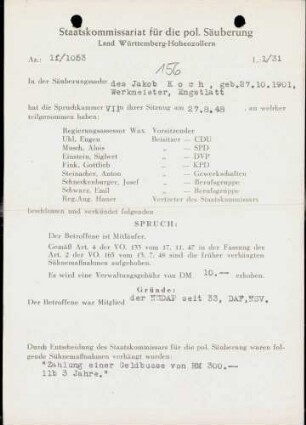 Staatskommissariat für die pol. Säuberung
Land Württemberg-Hohenzollern
Az.: 1f/1053
L.1/31
156
In der Säuberungssache des Jakob K o c h , geb.27.10.1901,
Werkmeister, Engstlatt
hat die Spruchkammer VII in ihrer Sitzung am 27.8.48 , an welcher
teilgenommen haben:
Regierungsassessor Wax Vorsitzender
Uhl, Eugen Beisitzer — CDU
Musch, Alois — SPD
Einstein, Sigbert — DVP
Fink, Gottlieb — KPD
Steinacher, Anton — Gewerkschaften
Schneckenburger, Josef — Berufsgruppe
Schwarz, Emil — Berufsgruppe
Reg.Ang. Hauer Vertreter des Staatskommissars
beschlossen und verkündet folgenden
SPRUCH:
Der Betroffene ist Mitläufer.
Gemäß Art. 4 der VO. 133 vom 17. 11. 47 in der Fassung des
Art. 2 der VO. 165 vom 13. 7. 48 sind die früher verhängten
Sühnemaßnahmen aufgehoben.
Es wird eine Verwaltungsgebühr von DM 10.-- erhoben.
Gründe:
Der Betroffene war Mitglied der NSDAP seit 33, DAF,NSV.
Durch Entscheidung des Staatskommissars für die pol. Säuberung waren folgende
Sühnemaßnahmen verhängt worden:
"Zahlung einer Geldbusse von RM 300.--
11b 3 Jahre."